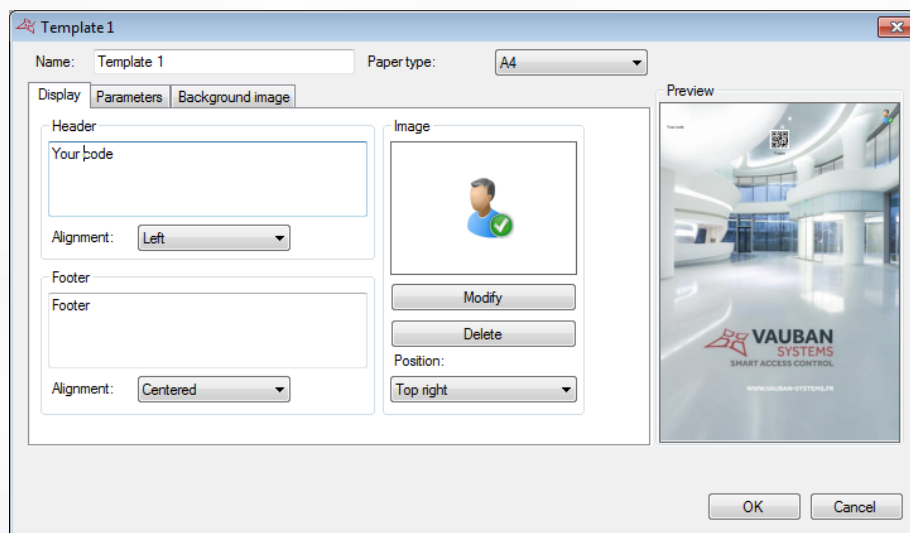 Template 1
Name:
Template 1
Paper type:
A4
Display
Parameters
Background image
Header
Your code
Alignment:
Left
Footer
Footer
Alignment:
Centered
Image
Modify
Delete
Position:
Top right
Preview
Your code
VAUBAN
SYSTEMS
SMART ACCESS CONTROL
WWW.VAUBAN-SYSTEMS.FR
OK
Cancel